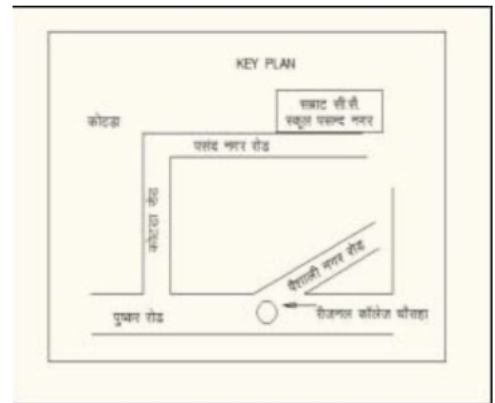 KEY PLAN
सम्राट सी.सै.
स्कूल पसन्द नगर
कोटड़ा
पसंद नगर रोड
कोटडा रोड
वैशाली नगर रोड
पुष्कर रोड
रीजनल कॉलेज चौराहा